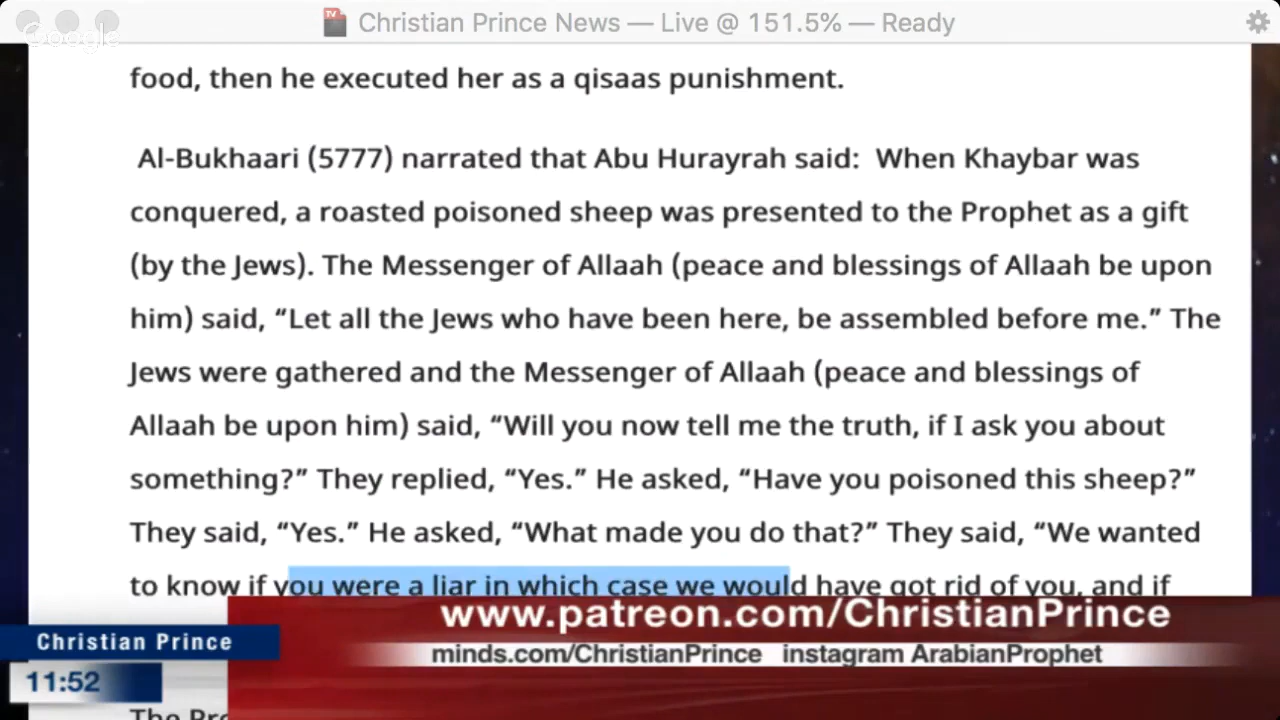 Christian Prince News — Live @ 151.5% — Ready
Google
food, then he executed her as a qisaas punishment.
Al-Bukhaari (5777) narrated that Abu Hurayrah said: When Khaybar was
conquered, a roasted poisoned sheep was presented to the Prophet as a gift
(by the Jews). The Messenger of Allaah (peace and blessings of Allaah be upon
him) said, “Let all the Jews who have been here, be assembled before me.” The
Jews were gathered and the Messenger of Allaah (peace and blessings of
Allaah be upon him) said, “Will you now tell me the truth, if I ask you about
something?” They replied, “Yes.” He asked, “Have you poisoned this sheep?”
They said, “Yes.” He asked, “What made you do that?” They said, “We wanted
to know if you were a liar in which case we would have got rid of you, and if
www.patreon.com/ChristianPrince
Christian Prince
minds.com/ChristianPrince instagram ArabianProphet
11:52
The